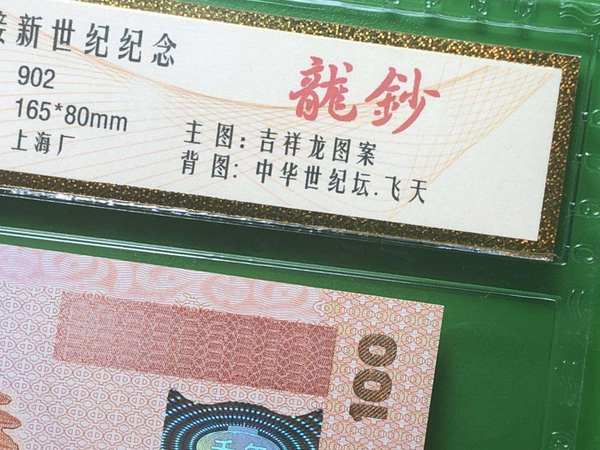 接新世纪纪念
902
165*80mm
上海厂
龍鈔
主图：吉祥龙图案
背图：中华世纪坛.飞天
100